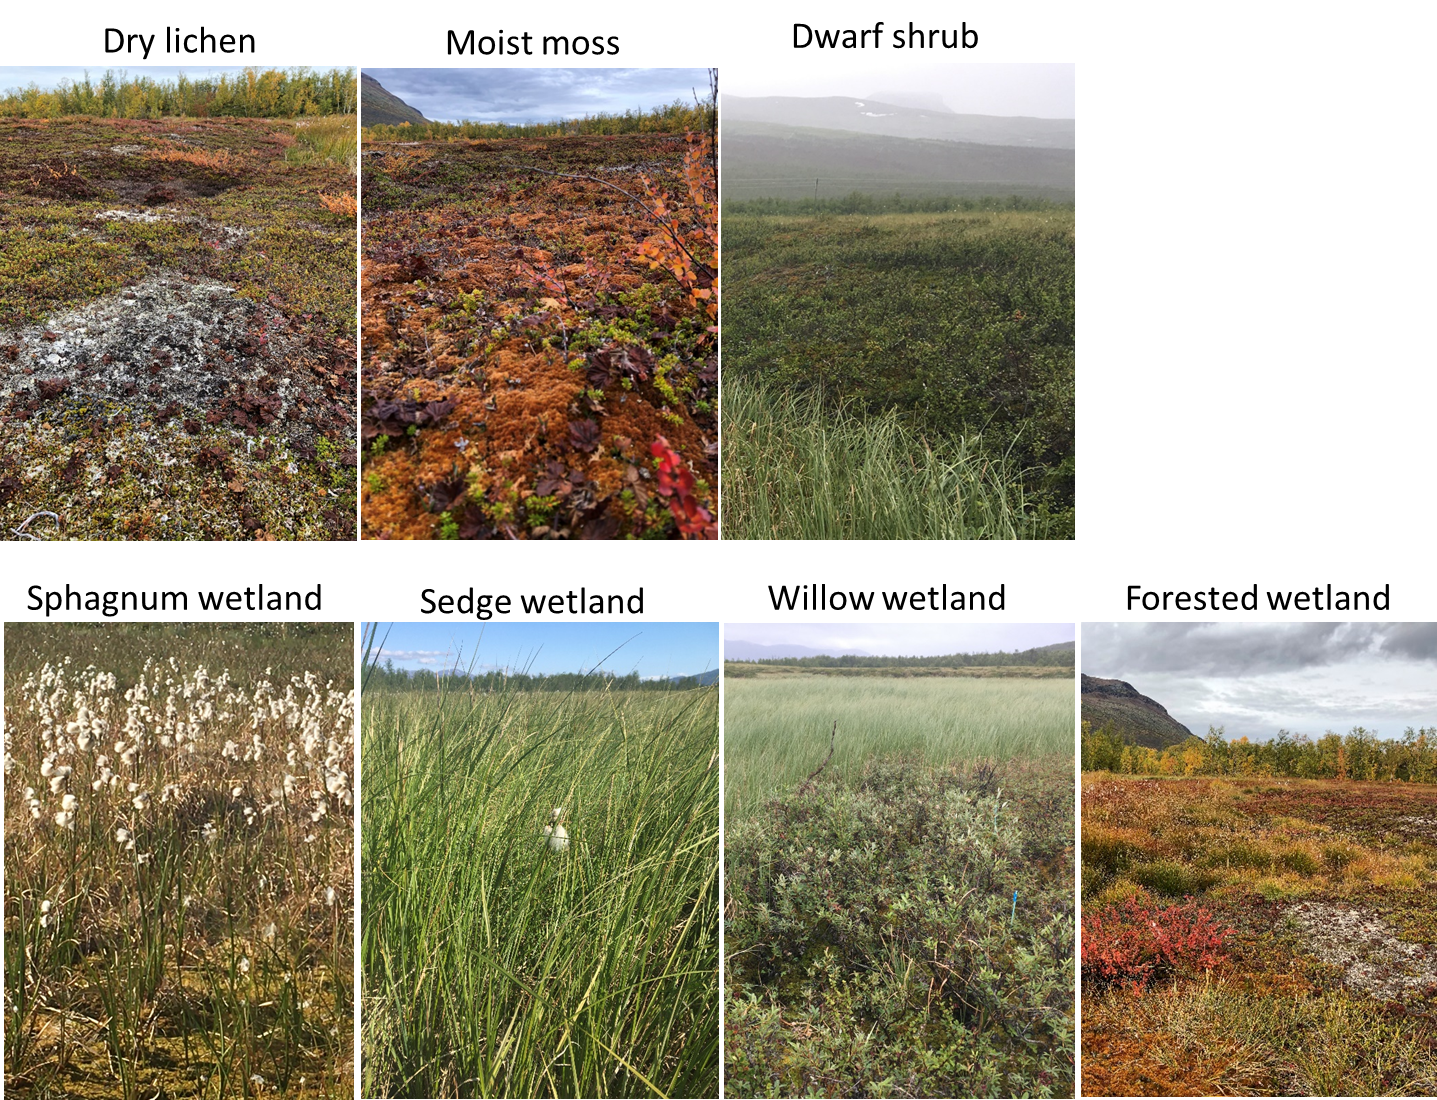 Dry lichen
Moist moss
Dwarf shrub
Sphagnum wetland
Sedge wetland
Willow wetland
Forested wetland